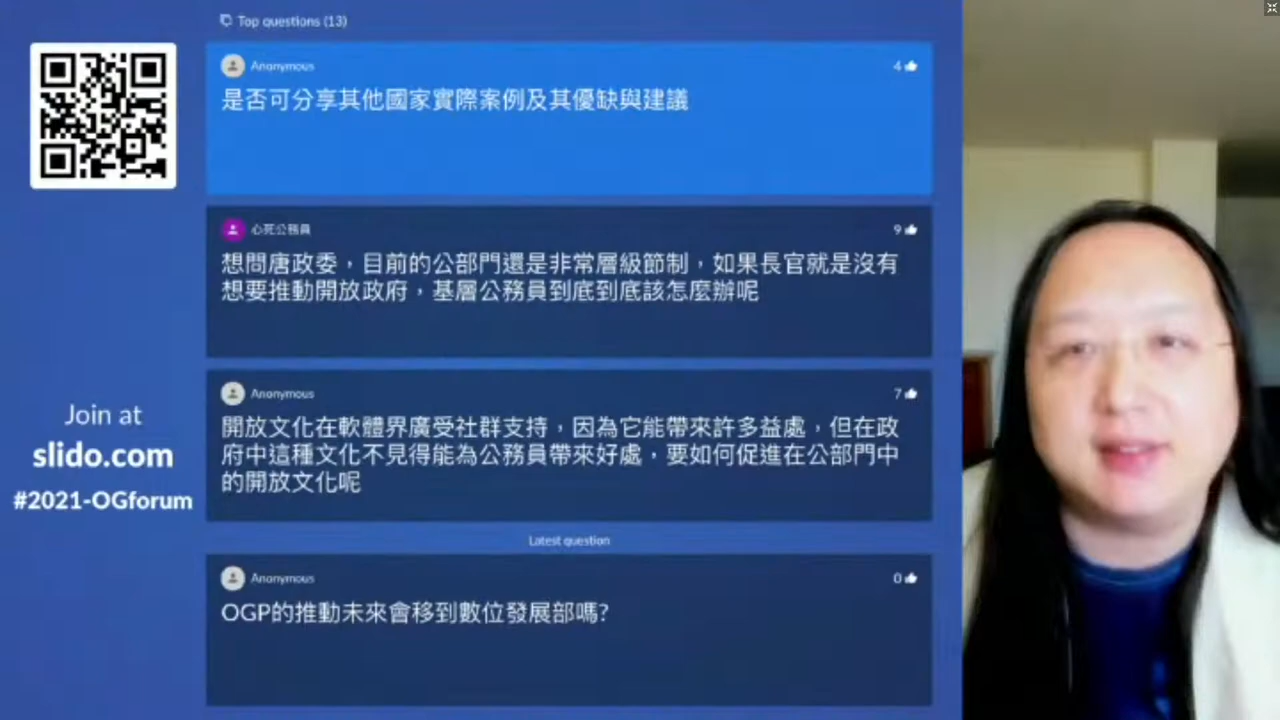 Top questions (13)
Anonymous
4
是否可分享其他國家實際案例及其優缺與建議
心死公務員
9
想問唐政委，目前的公部門還是非常層級節制，如果長官就是沒有
想要推動開放政府，基層公務員到底到底該怎麼辦呢
Anonymous
7
開放文化在軟體界廣受社群支持，因為它能帶來許多益處，但在政
府中這種文化不見得能為公務員帶來好處，要如何促進在公部門中
的開放文化呢
Latest question
Anonymous
0
OGP的推動未來會移到數位發展部嗎?
Join at
slido.com
#2021-OGforum